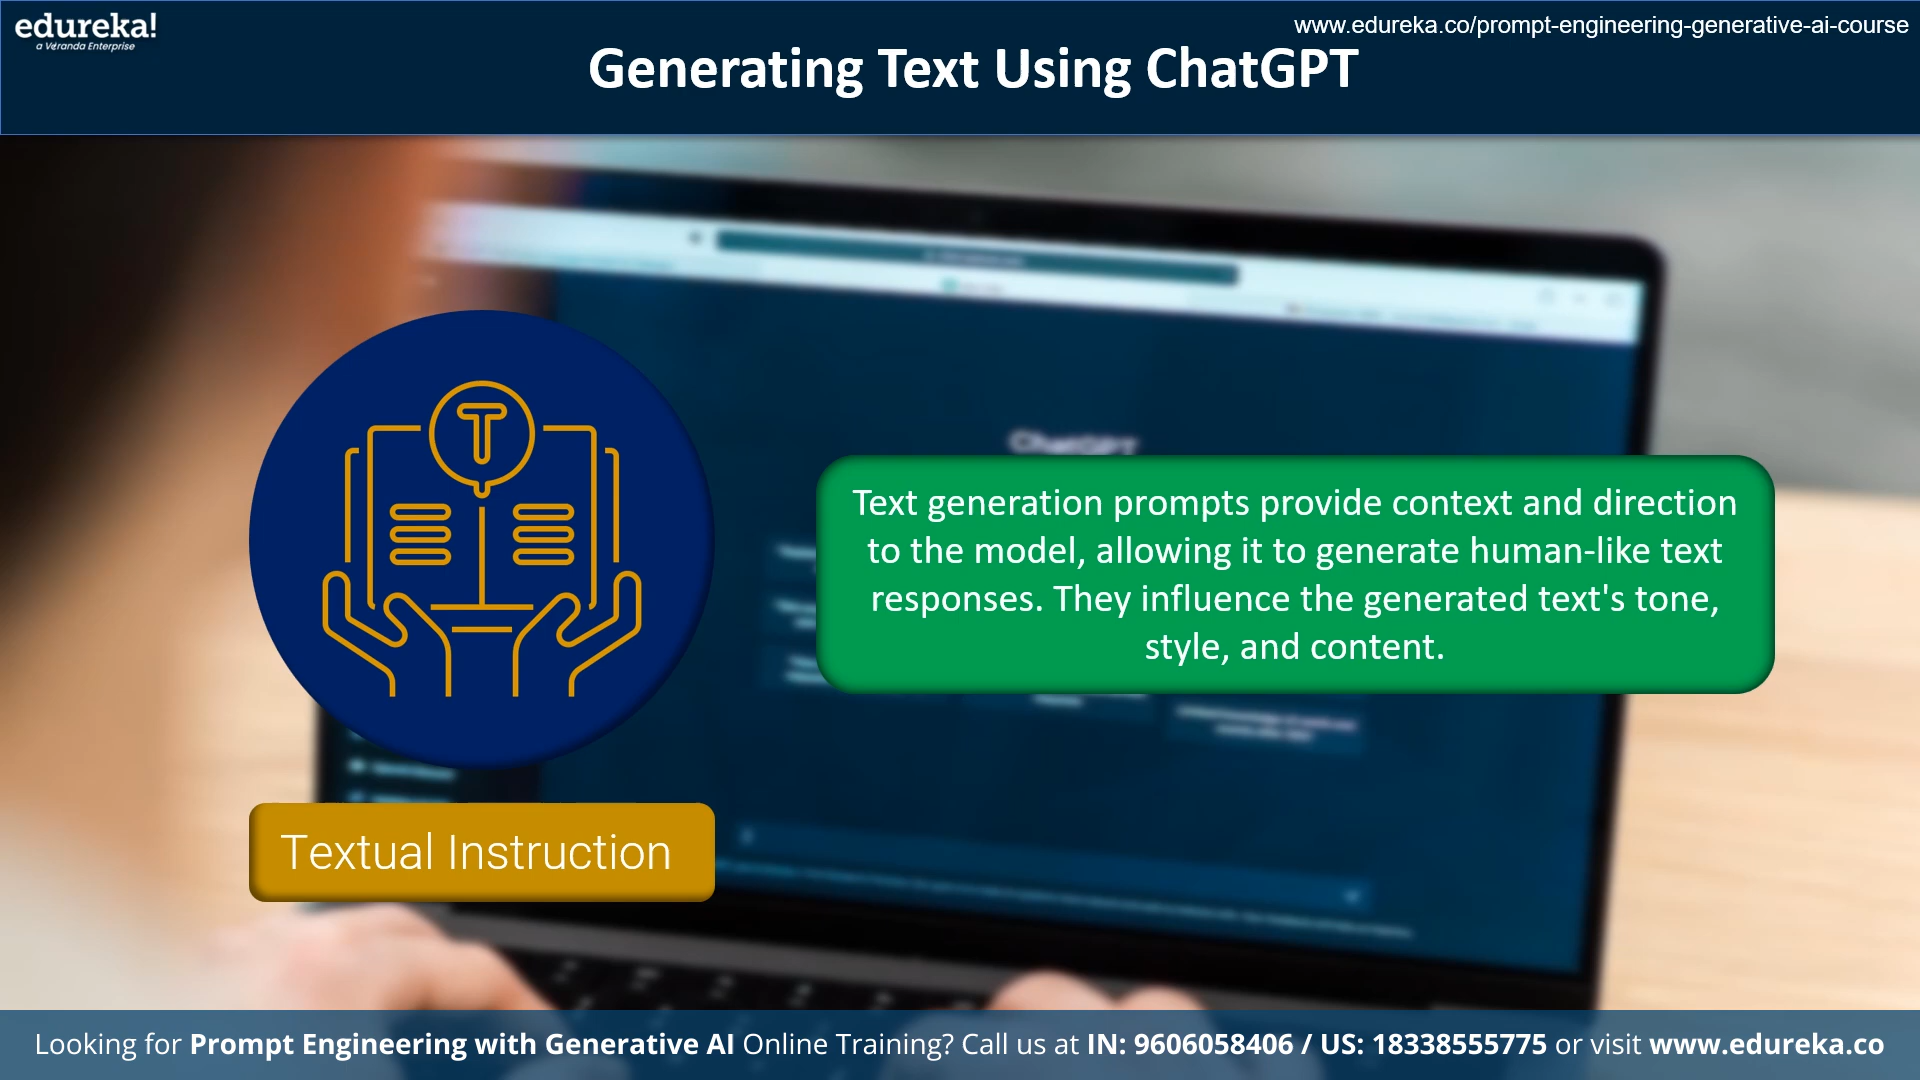 edureka!
a Veranda Enterprise
www.edureka.co/prompt-engineering-generative-ai-course
Generating Text Using ChatGPT
T
ChatGPT
Text generation prompts provide context and direction
to the model, allowing it to generate human-like text
responses. They influence the generated text's tone,
style, and content.
Textual Instruction
Looking for Prompt Engineering with Generative AI Online Training? Call us at IN: 9606058406 / US: 18338555775 or visit www.edureka.co